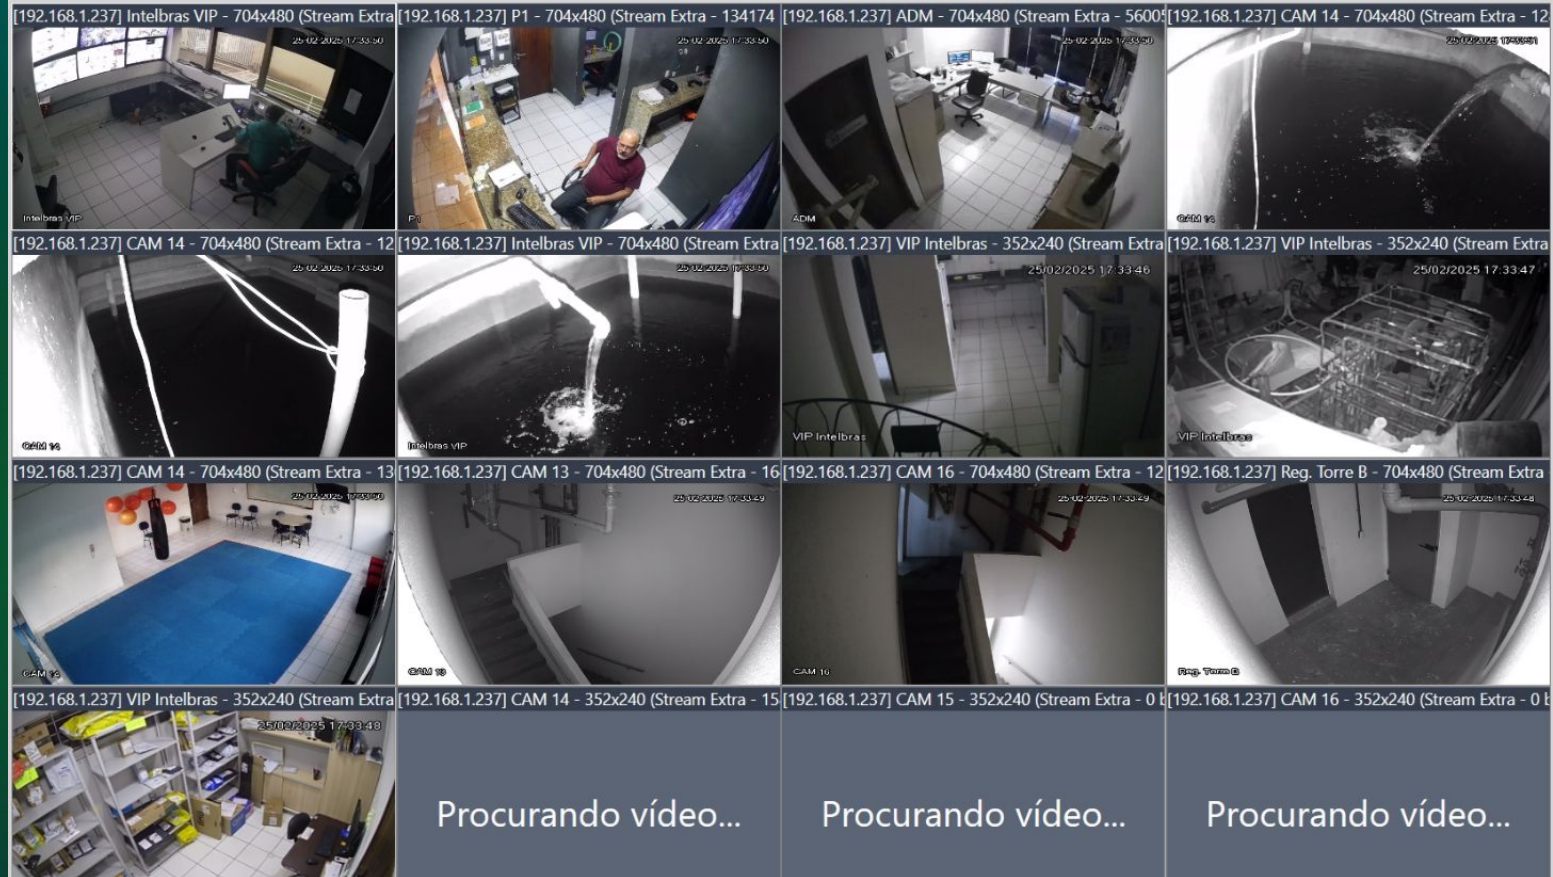 [192.168.1.237] Intelbras VIP - 704x480 (Stream Extra
25-02-2025 17:33:50
Intelbras VIP
[192.168.1.237] P1 - 704x480 (Stream Extra - 134174
25-02-2025 17:33:50
P1
[192.168.1.237] ADM - 704x480 (Stream Extra - 56005
25-02-2025 17:33:50
ADM
[192.168.1.237] CAM 14 - 704x480 (Stream Extra - 12
25-02-2025 17:33:51
CAM 14
[192.168.1.237] CAM 14 - 704x480 (Stream Extra - 12
25-02-2025 17:33:50
CAM 14
[192.168.1.237] Intelbras VIP - 704x480 (Stream Extra
25-02-2025 17:33:50
Intelbras VIP
[192.168.1.237] VIP Intelbras - 352x240 (Stream Extra
25/02/2025 17:33:46
VIP Intelbras
[192.168.1.237] VIP Intelbras - 352x240 (Stream Extra
25/02/2025 17:33:47
VIP Intelbras
[192.168.1.237] CAM 14 - 704x480 (Stream Extra - 13
25-02-2025 17:33:50
CAM 14
[192.168.1.237] CAM 13 - 704x480 (Stream Extra - 16
25-02-2025 17:33:49
CAM 13
[192.168.1.237] CAM 16 - 704x480 (Stream Extra - 12
25-02-2025 17:33:49
CAM 16
[192.168.1.237] Reg. Torre B - 704x480 (Stream Extra
25-02-2025 17:33:48
Reg. Torre B
[192.168.1.237] VIP Intelbras - 352x240 (Stream Extra
25/02/2025 17:33:48
[192.168.1.237] CAM 14 - 352x240 (Stream Extra - 15
Procurando vídeo...
[192.168.1.237] CAM 15 - 352x240 (Stream Extra - 0 b
Procurando vídeo...
[192.168.1.237] CAM 16 - 352x240 (Stream Extra - 0 b
Procurando vídeo...